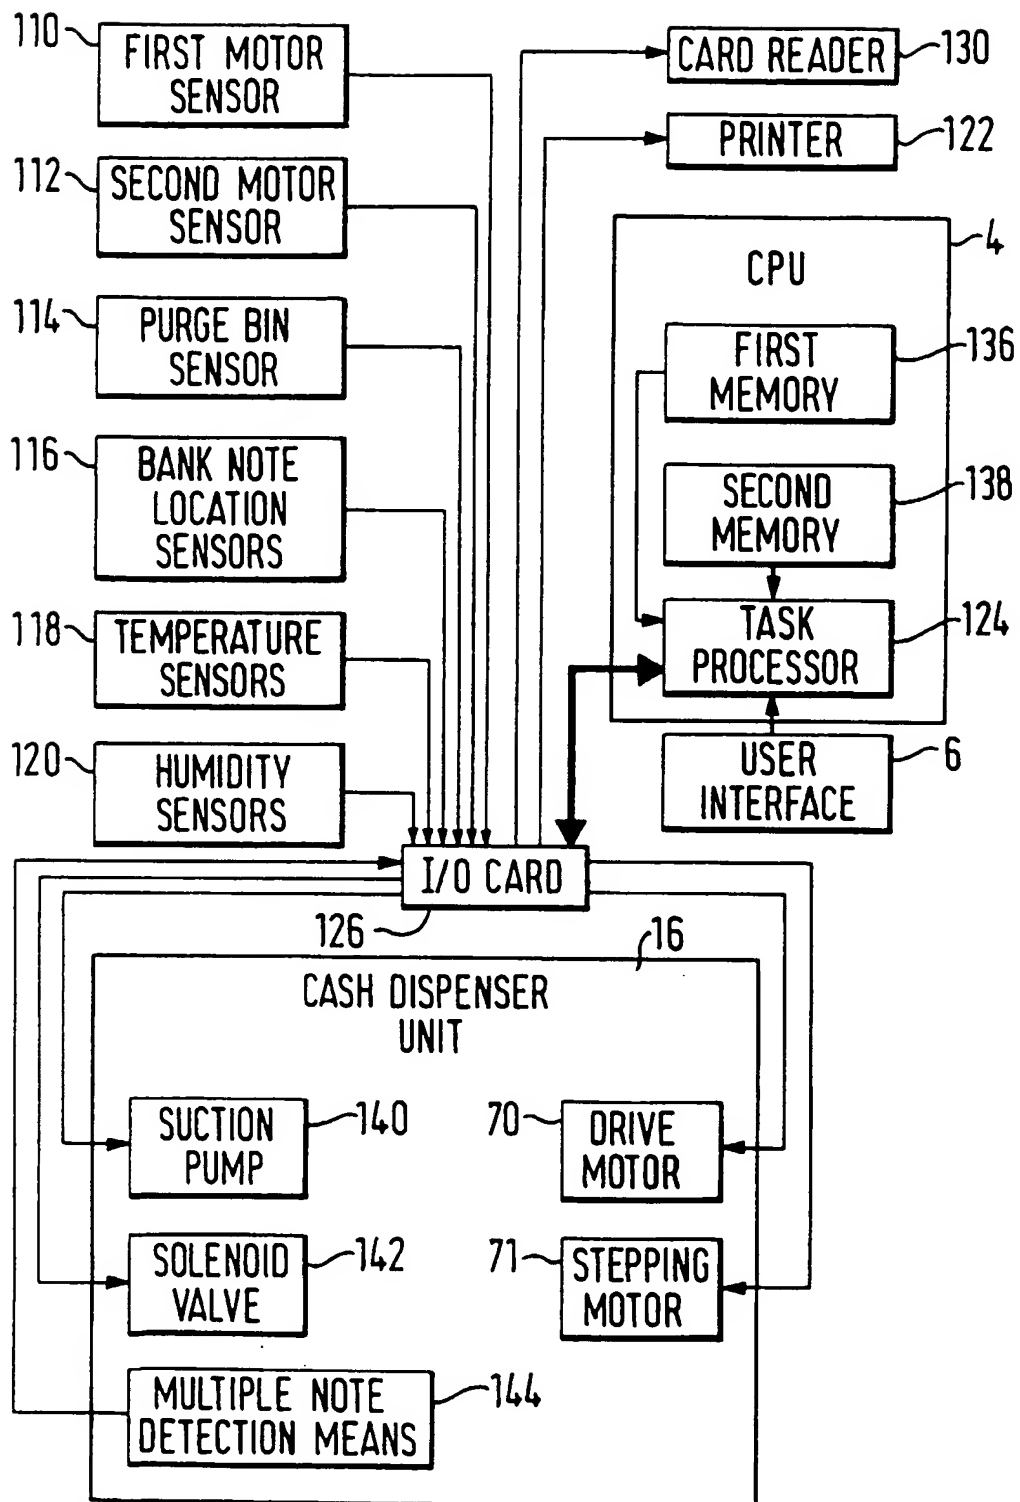 110
FIRST MOTOR
SENSOR
112
SECOND MOTOR
SENSOR
114
PURGE BIN
SENSOR
116
BANK NOTE
LOCATION
SENSORS
118
TEMPERATURE
SENSORS
120
HUMIDITY
SENSORS
CARD READER
130
PRINTER
122
4
CPU
FIRST
MEMORY
136
SECOND
MEMORY
138
TASK
PROCESSOR
124
USER
INTERFACE
6
I/O CARD
126
16
CASH DISPENSER
UNIT
SUCTION
PUMP
140
70
DRIVE
MOTOR
SOLENOID
VALVE
142
71
STEPPING
MOTOR
MULTIPLE NOTE
DETECTION MEANS
144